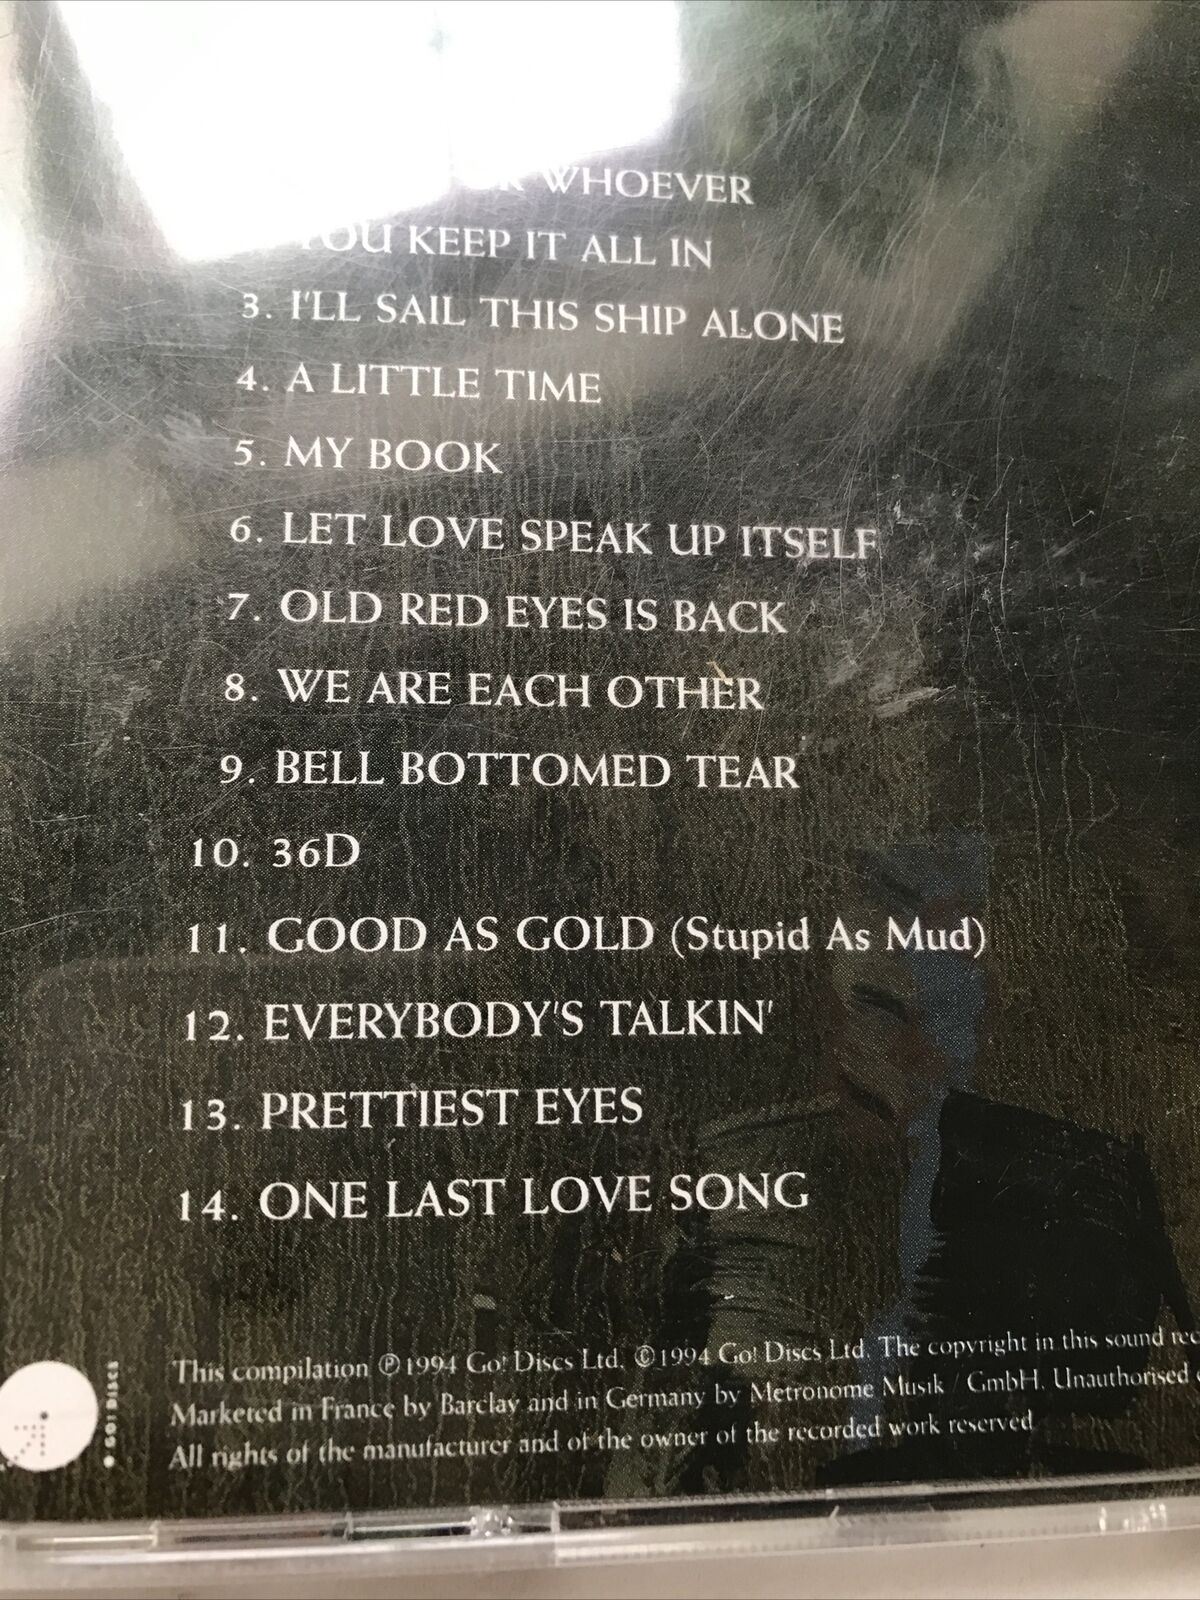 WHOEVER
YOU KEEP IT ALL IN
3. I'LL SAIL THIS SHIP ALONE
4. A LITTLE TIME
5. MY BOOK
6. LET LOVE SPEAK UP ITSELF
7. OLD RED EYES IS BACK
8. WE ARE EACH OTHER
9. BELL BOTTOMED TEAR
10. 36D
11. GOOD AS GOLD (Stupid As Mud)
12. EVERYBODY'S TALKIN'
13. PRETTIEST EYES
14. ONE LAST LOVE SONG
This compilation ℗1994 Go! Discs Ltd. ©1994 Go! Discs Ltd. The copyright in this sound rec
Marketed in France by Barclay and in Germany by Metronome Musik / GmbH. Unauthorised
All rights of the manufacturer and of the owner of the recorded work reserved
GO! DISCS